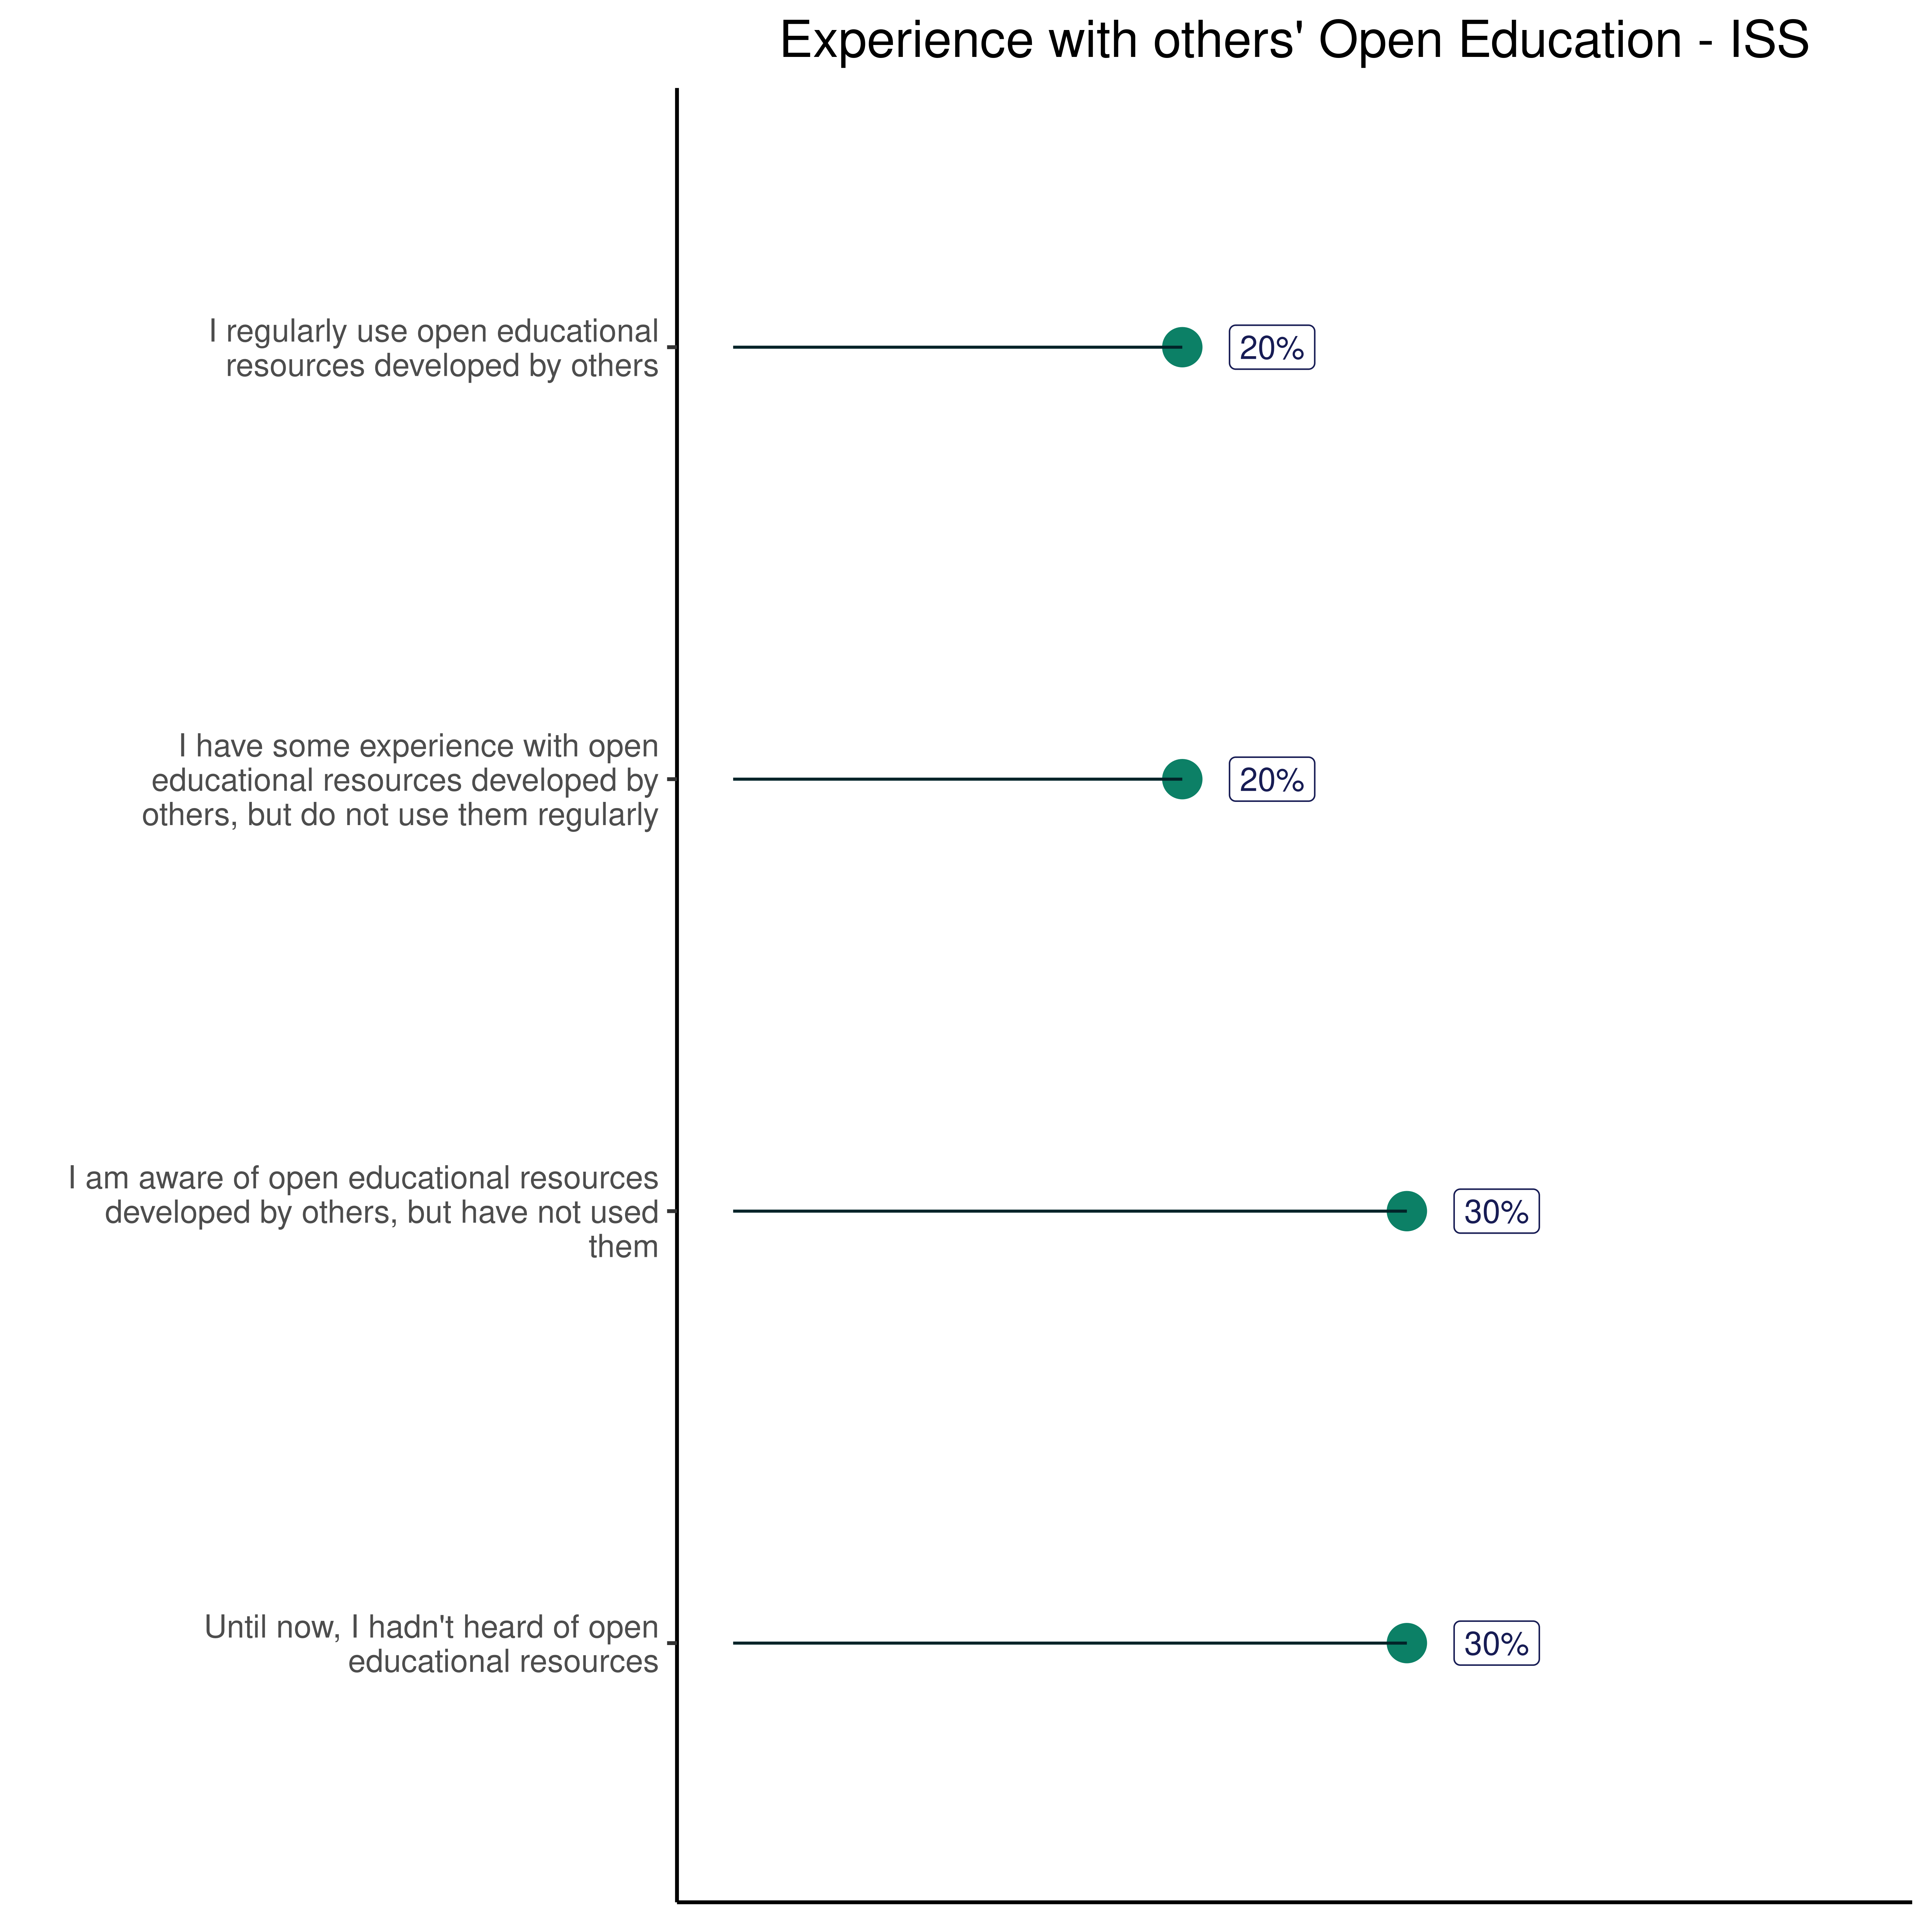 Experience with others' Open Education - ISS
I regularly use open educational
resources developed by others
20%
I have some experience with open
educational resources developed by
others, but do not use them regularly
20%
I am aware of open educational resources
developed by others, but have not used
them
30%
Until now, I hadn't heard of open
educational resources
30%